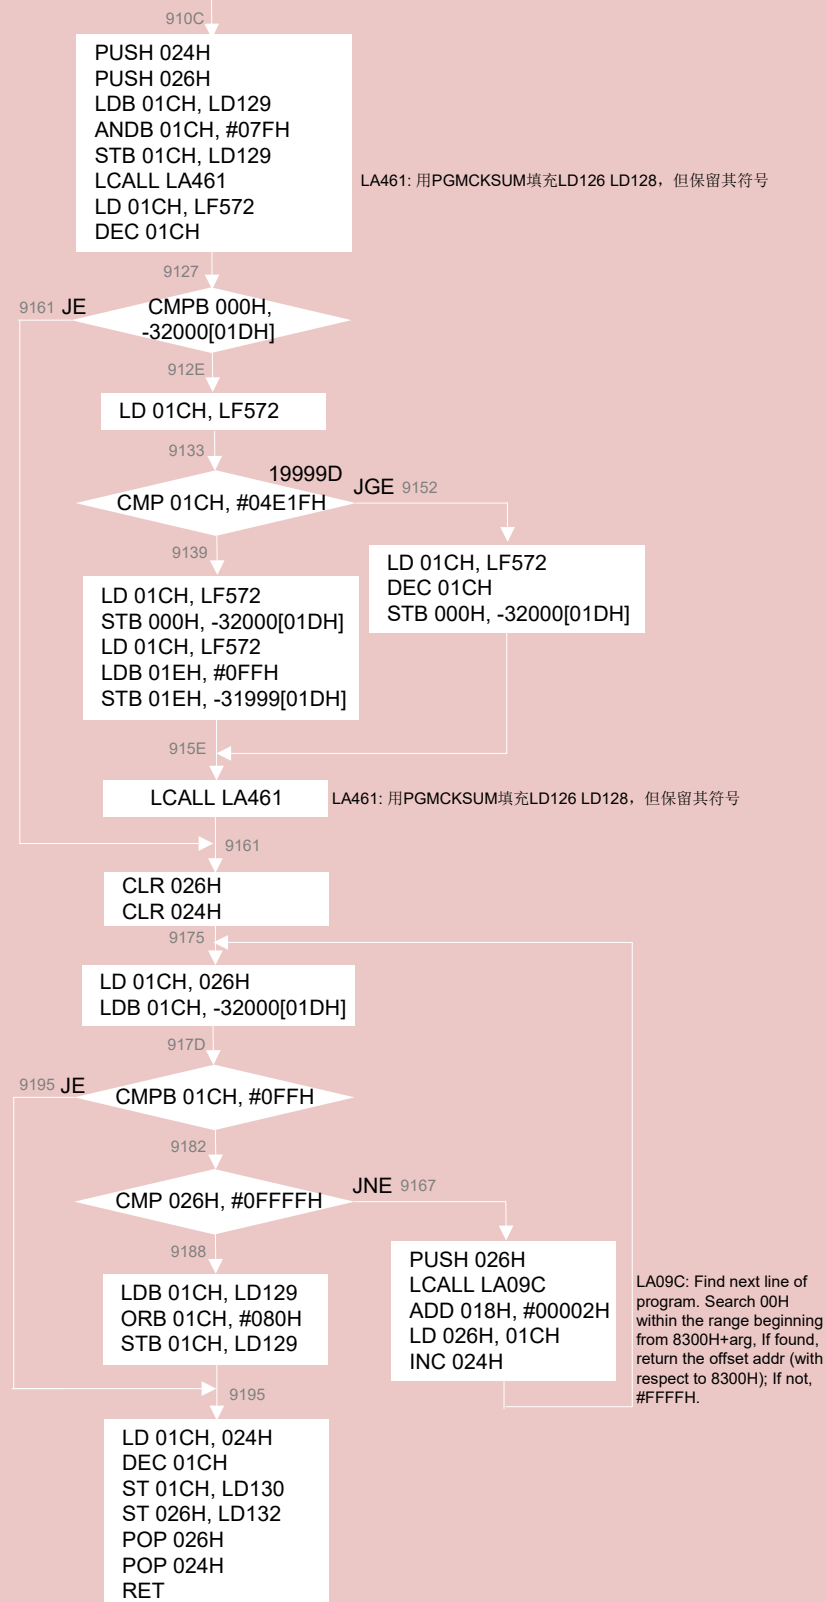 910C
PUSH 024H
PUSH 026H
LDB 01CH, LD129
ANDB 01CH, #07FH
STB 01CH, LD129
LCALL LA461
LD 01CH, LF572
DEC 01CH
LA461: 用PGMCKSUM填充LD126 LD128，但保留其符号
9127
9161 JE
CMPB 000H,
-32000[01DH]
912E
LD 01CH, LF572
9133
19999D
CMP 01CH, #04E1FH
JGE 9152
9139
LD 01CH, LF572
STB 000H, -32000[01DH]
LD 01CH, LF572
LDB 01EH, #0FFH
STB 01EH, -31999[01DH]
LD 01CH, LF572
DEC 01CH
STB 000H, -32000[01DH]
915E
LCALL LA461
LA461: 用PGMCKSUM填充LD126 LD128，但保留其符号
9161
CLR 026H
CLR 024H
9175
LD 01CH, 026H
LDB 01CH, -32000[01DH]
917D
9195 JE
CMPB 01CH, #0FFH
9182
CMP 026H, #0FFFFH
JNE 9167
9188
LDB 01CH, LD129
ORB 01CH, #080H
STB 01CH, LD129
PUSH 026H
LCALL LA09C
ADD 018H, #00002H
LD 026H, 01CH
INC 024H
LA09C: Find next line of
program. Search 00H
within the range beginning
from 8300H+arg, If found,
return the offset addr (with
respect to 8300H); If not,
#FFFFH.
9195
LD 01CH, 024H
DEC 01CH
ST 01CH, LD130
ST 026H, LD132
POP 026H
POP 024H
RET